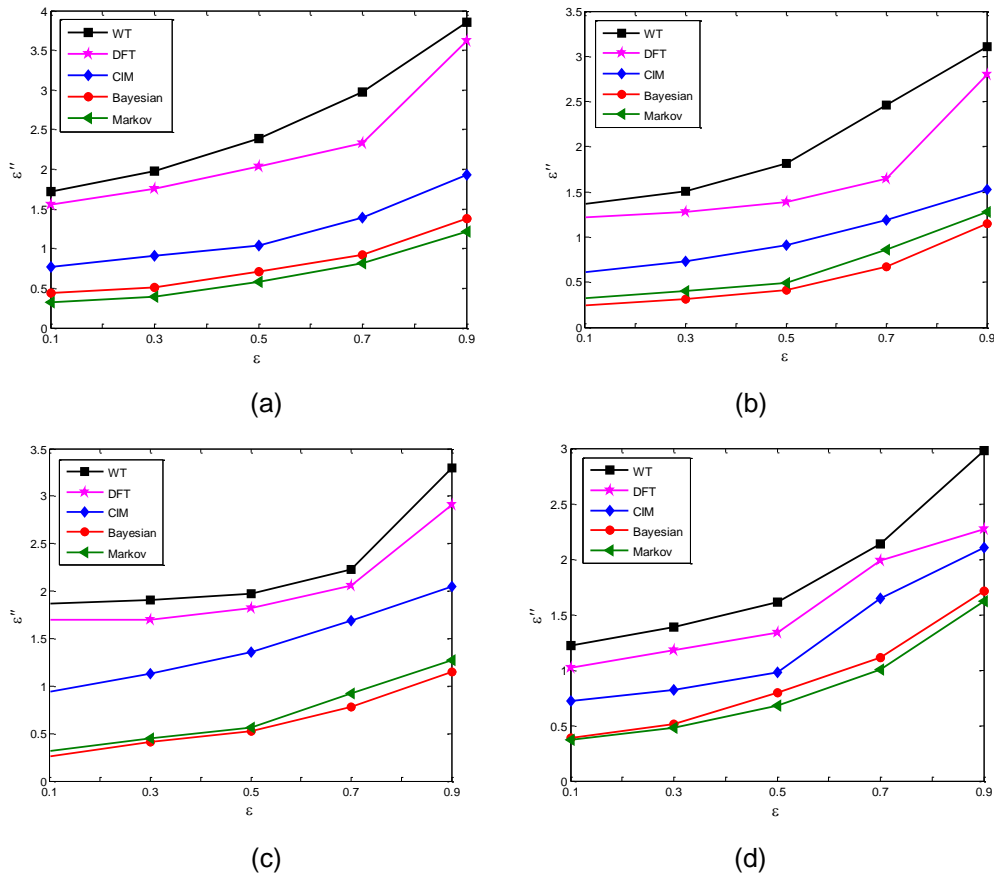 4
3.5
3
2.5
2
1.5
1
0.5
0
ε″
WT
DFT
CIM
Bayesian
Markov
0.1 0.3 0.5 0.7 0.9
ε
(a)
3.5
3
2.5
2
1.5
1
0.5
0
ε″
WT
DFT
CIM
Bayesian
Markov
0.1 0.3 0.5 0.7 0.9
ε
(b)
3.5
3
2.5
2
1.5
1
0.5
0
ε″
WT
DFT
CIM
Bayesian
Markov
0.1 0.3 0.5 0.7 0.9
ε
(c)
3
2.5
2
1.5
1
0.5
0
ε″
WT
DFT
CIM
Bayesian
Markov
0.1 0.3 0.5 0.7 0.9
ε
(d)